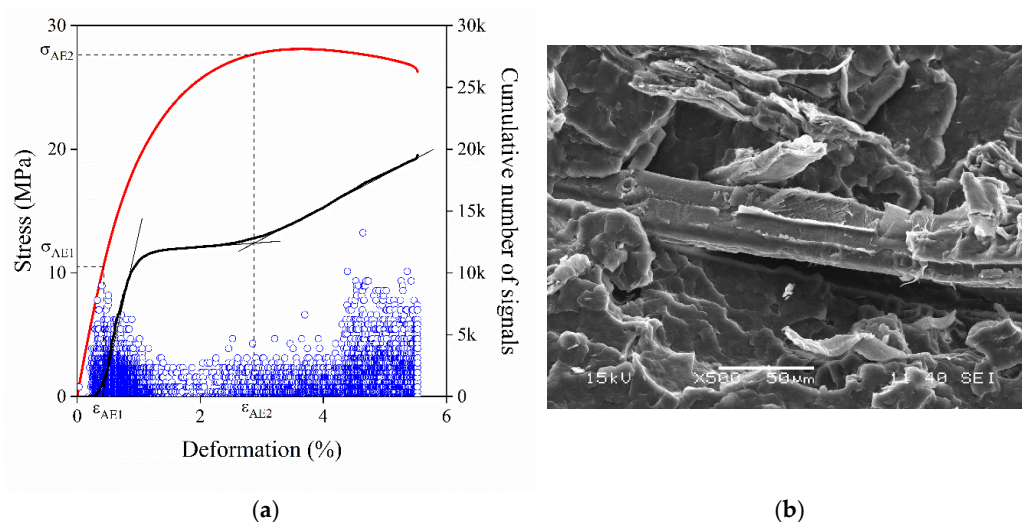 30
30k
σAE2
25k
20
20k
Stress (MPa)
15k
Cumulative number of signals
σAE1
10
10k
5k
0
0
0
εAE1
2
εAE2
4
6
Deformation (%)
15kV X500 50μm 11 40 SEI
(a)
(b)